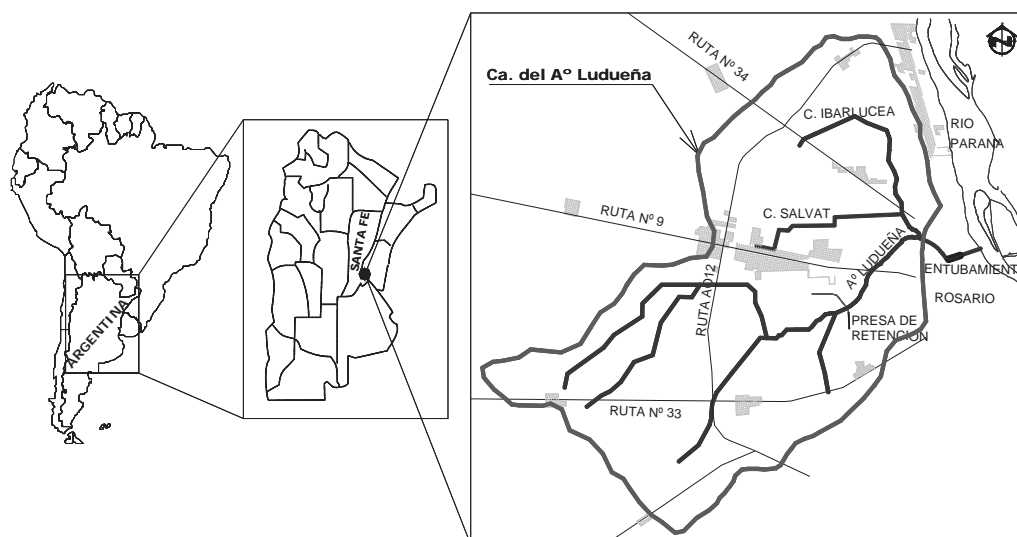 ARGENTINA
SANTA FE
Ca. del Aº Ludueña
RUTA Nº 34
C. IBARLUCEA
RIO
PARANA
RUTA Nº 9
C. SALVAT
Aº LUDUEÑA
ENTUBAMIENT
ROSARIO
RUTA AO12
PRESA DE
RETENCION
RUTA Nº 33